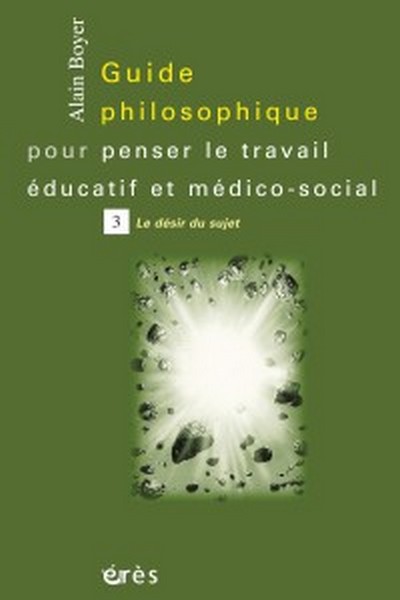 Alain Boyer
Guide
philosophique
pour penser le travail
éducatif et médico-social
3 Le désir du sujet
érès